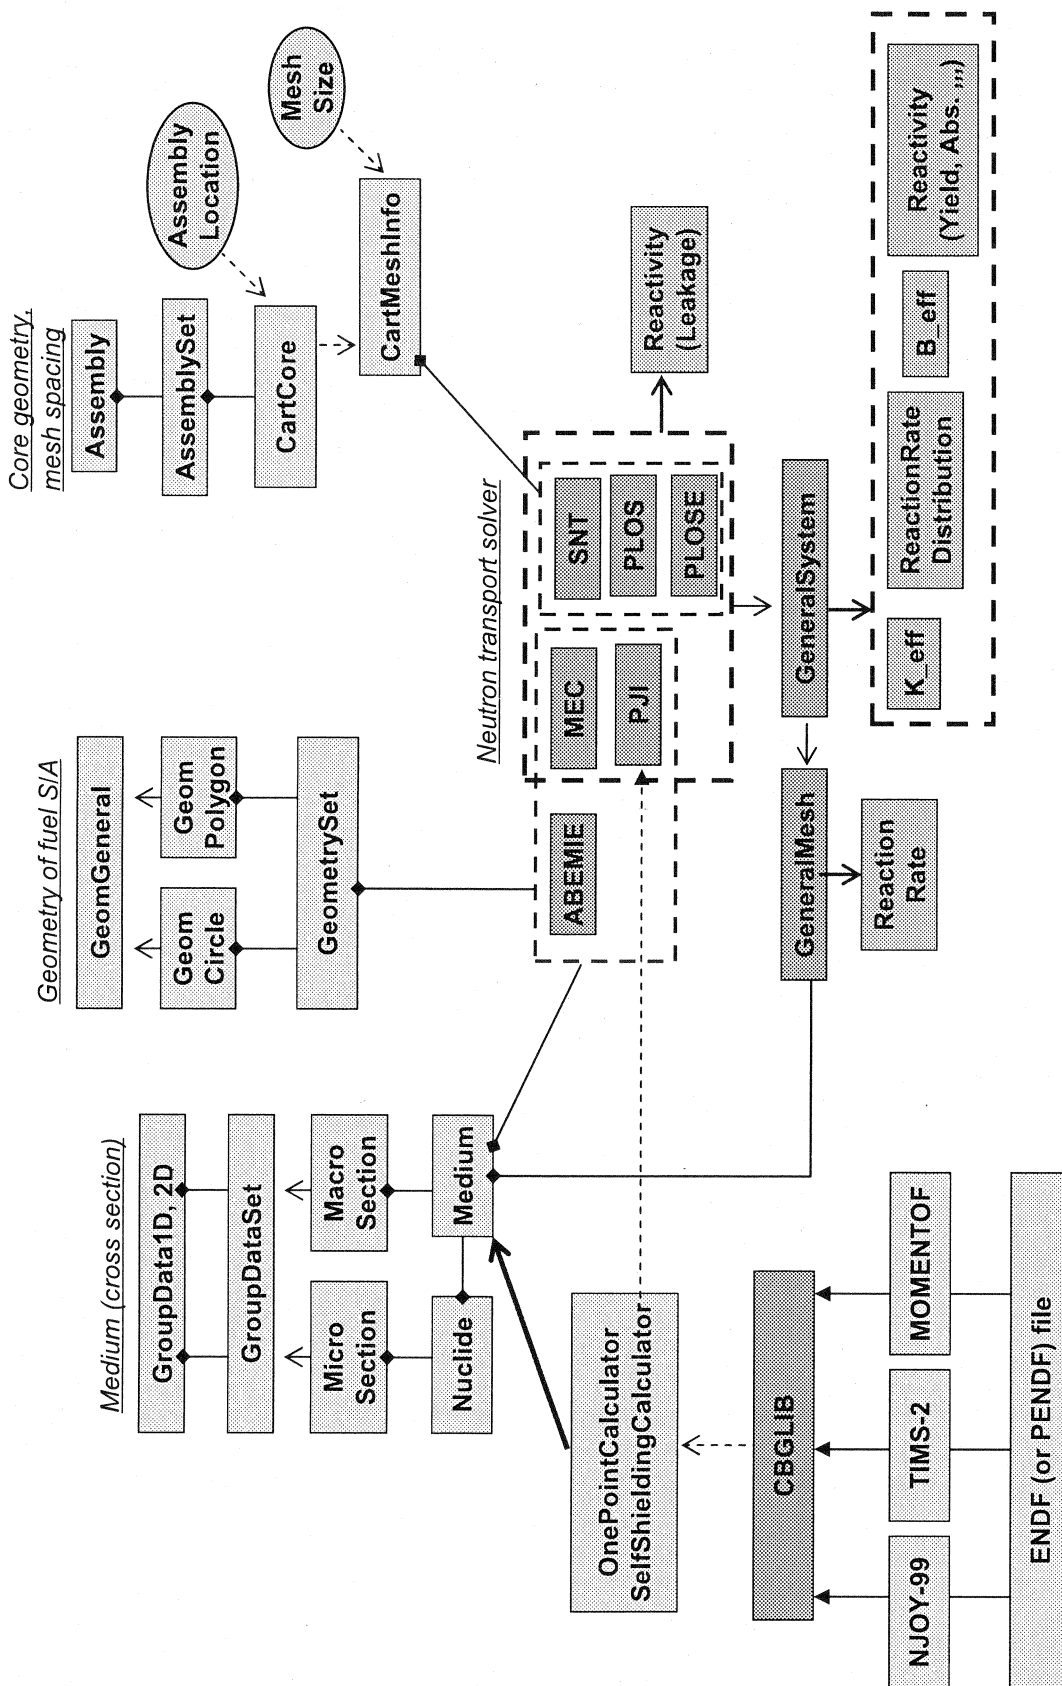 Medium (cross section)
GroupData1D, 2D
GroupDataSet
Micro
Section
Macro
Section
Nuclide
Medium
OnePointCalculator
SelfShieldingCalculator
CBGLIB
NJOY-99
TIMS-2
MOMENTOF
ENDF (or PENDF) file
Geometry of fuel S/A
GeomGeneral
Geom
Circle
Geom
Polygon
GeometrySet
Core geometry,
mesh spacing
Assembly
AssemblySet
CartCore
Assembly
Location
CartMeshInfo
Mesh
Size
Neutron transport solver
ABEMIE
MEC
PJI
SNT
PLOS
PLOSE
Reactivity
(Leakage)
GeneralMesh
GeneralSystem
Reaction
Rate
K_eff
ReactionRate
Distribution
B_eff
Reactivity
(Yield, Abs. ,,,)